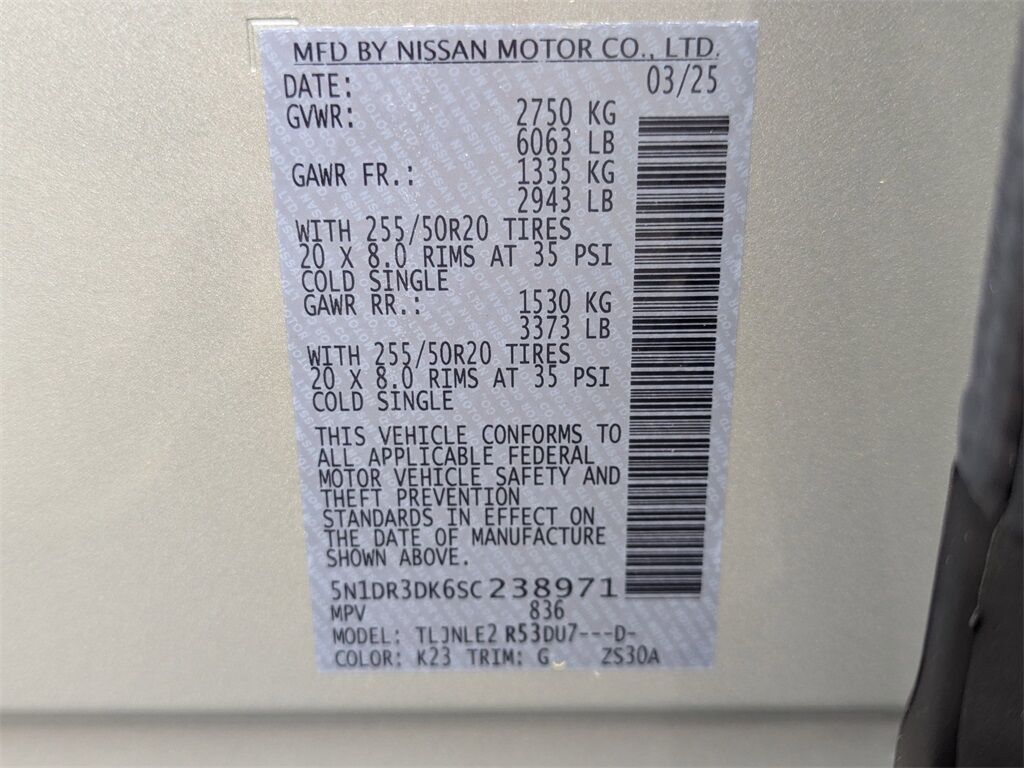 MFD BY NISSAN MOTOR CO., LTD.
DATE: 03/25
GVWR: 2750 KG
6063 LB
GAWR FR.: 1335 KG
2943 LB
WITH 255/50R20 TIRES
20 X 8.0 RIMS AT 35 PSI
COLD SINGLE
GAWR RR.: 1530 KG
3373 LB
WITH 255/50R20 TIRES
20 X 8.0 RIMS AT 35 PSI
COLD SINGLE
THIS VEHICLE CONFORMS TO
ALL APPLICABLE FEDERAL
MOTOR VEHICLE SAFETY AND
THEFT PREVENTION
STANDARDS IN EFFECT ON
THE DATE OF MANUFACTURE
SHOWN ABOVE.
5N1DR3DK6SC238971
MPV 836
MODEL: TLJNLE2 R53DU7---D-
COLOR: K23 TRIM: G ZS30A